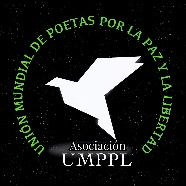 UNIÓN MUNDIAL DE POETAS POR LA PAZ Y LA LIBERTAD
Asociación
UMPPL